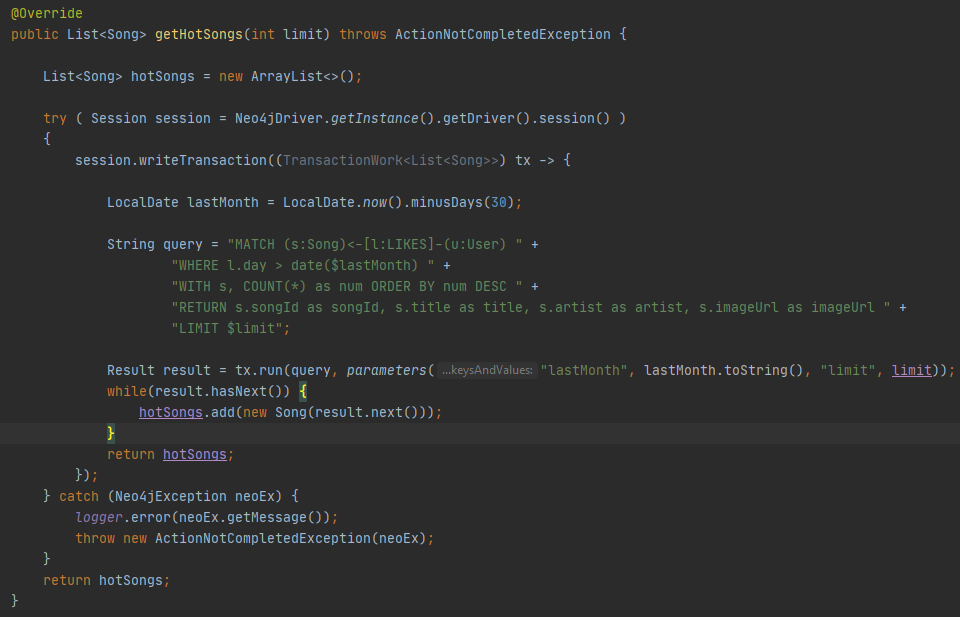 @Override
public List<Song> getHotSongs(int limit) throws ActionNotCompletedException {
List<Song> hotSongs = new ArrayList<>();
try ( Session session = Neo4jDriver.getInstance().getDriver().session() )
{
session.writeTransaction((TransactionWork<List<Song>>) tx -> {
LocalDate lastMonth = LocalDate.now().minusDays(30);
String query = "MATCH (s:Song)<-[l:LIKES]-(u:User) " +
"WHERE l.day > date($lastMonth) " +
"WITH s, COUNT(*) as num ORDER BY num DESC " +
"RETURN s.songId as songId, s.title as title, s.artist as artist, s.imageUrl as imageUrl " +
"LIMIT $limit";
Result result = tx.run(query, parameters( ...keysAndValues: "lastMonth", lastMonth.toString(), "limit", limit));
while(result.hasNext()) {
hotSongs.add(new Song(result.next()));
}
return hotSongs;
});
} catch (Neo4jException neoEx) {
logger.error(neoEx.getMessage());
throw new ActionNotCompletedException(neoEx);
}
return hotSongs;
}